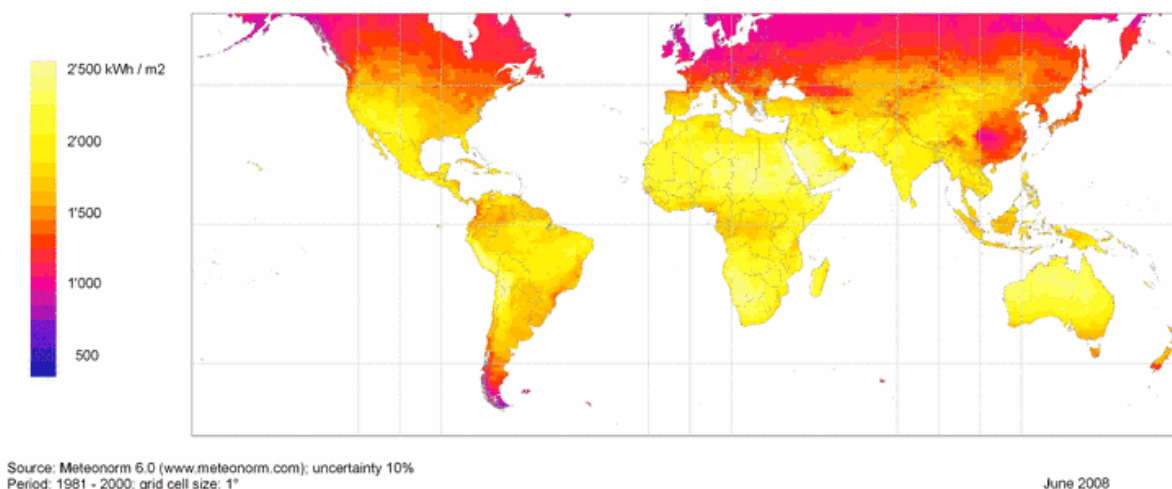 2'500 kWh / m2
2'000
1'500
1'000
500
Source: Meteonorm 6.0 (www.meteonorm.com); uncertainty 10%
Period: 1981 - 2000; grid cell size: 1°
June 2008